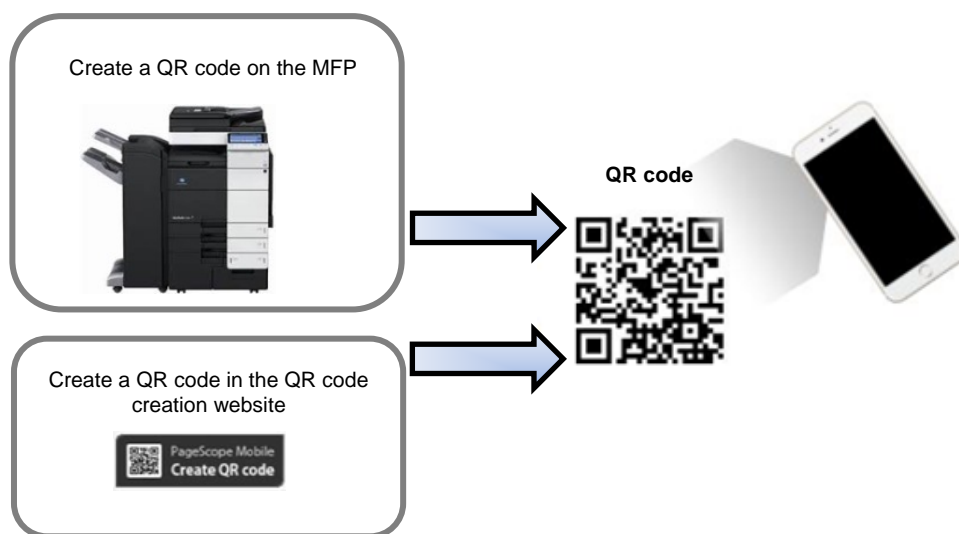 Create a QR code on the MFP
QR code
Create a QR code in the QR code
creation website
PageScope Mobile
Create QR code